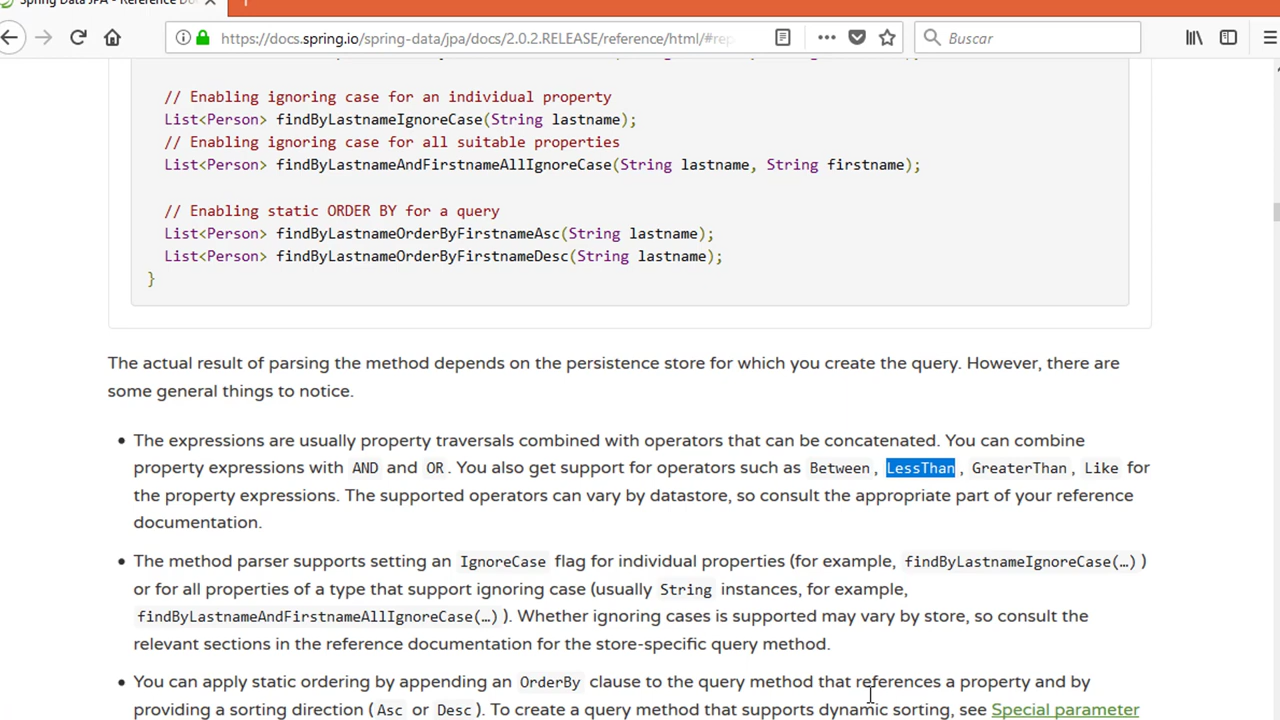 Spring Data JPA - Reference Do
https://docs.spring.io/spring-data/jpa/docs/2.0.2.RELEASE/reference/html/#rep
Buscar
// Enabling ignoring case for an individual property
List<Person> findByLastnameIgnoreCase(String lastname);
// Enabling ignoring case for all suitable properties
List<Person> findByLastnameAndFirstnameAllIgnoreCase(String lastname, String firstname);
// Enabling static ORDER BY for a query
List<Person> findByLastnameOrderByFirstnameAsc(String lastname);
List<Person> findByLastnameOrderByFirstnameDesc(String lastname);
}
The actual result of parsing the method depends on the persistence store for which you create the query. However, there are
some general things to notice.
• The expressions are usually property traversals combined with operators that can be concatenated. You can combine
property expressions with AND and OR. You also get support for operators such as Between, LessThan, GreaterThan, Like for
the property expressions. The supported operators can vary by datastore, so consult the appropriate part of your reference
documentation.
• The method parser supports setting an IgnoreCase flag for individual properties (for example, findByLastnameIgnoreCase(…))
or for all properties of a type that support ignoring case (usually String instances, for example,
findByLastnameAndFirstnameAllIgnoreCase(…)). Whether ignoring cases is supported may vary by store, so consult the
relevant sections in the reference documentation for the store-specific query method.
• You can apply static ordering by appending an OrderBy clause to the query method that references a property and by
providing a sorting direction (Asc or Desc). To create a query method that supports dynamic sorting, see Special parameter